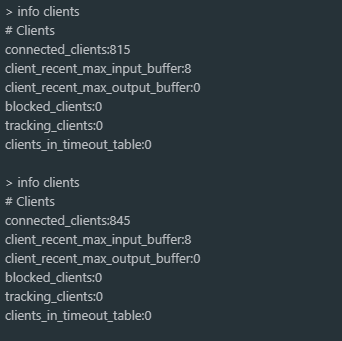 > info clients
# Clients
connected_clients:815
client_recent_max_input_buffer:8
client_recent_max_output_buffer:0
blocked_clients:0
tracking_clients:0
clients_in_timeout_table:0

> info clients
# Clients
connected_clients:845
client_recent_max_input_buffer:8
client_recent_max_output_buffer:0
blocked_clients:0
tracking_clients:0
clients_in_timeout_table:0